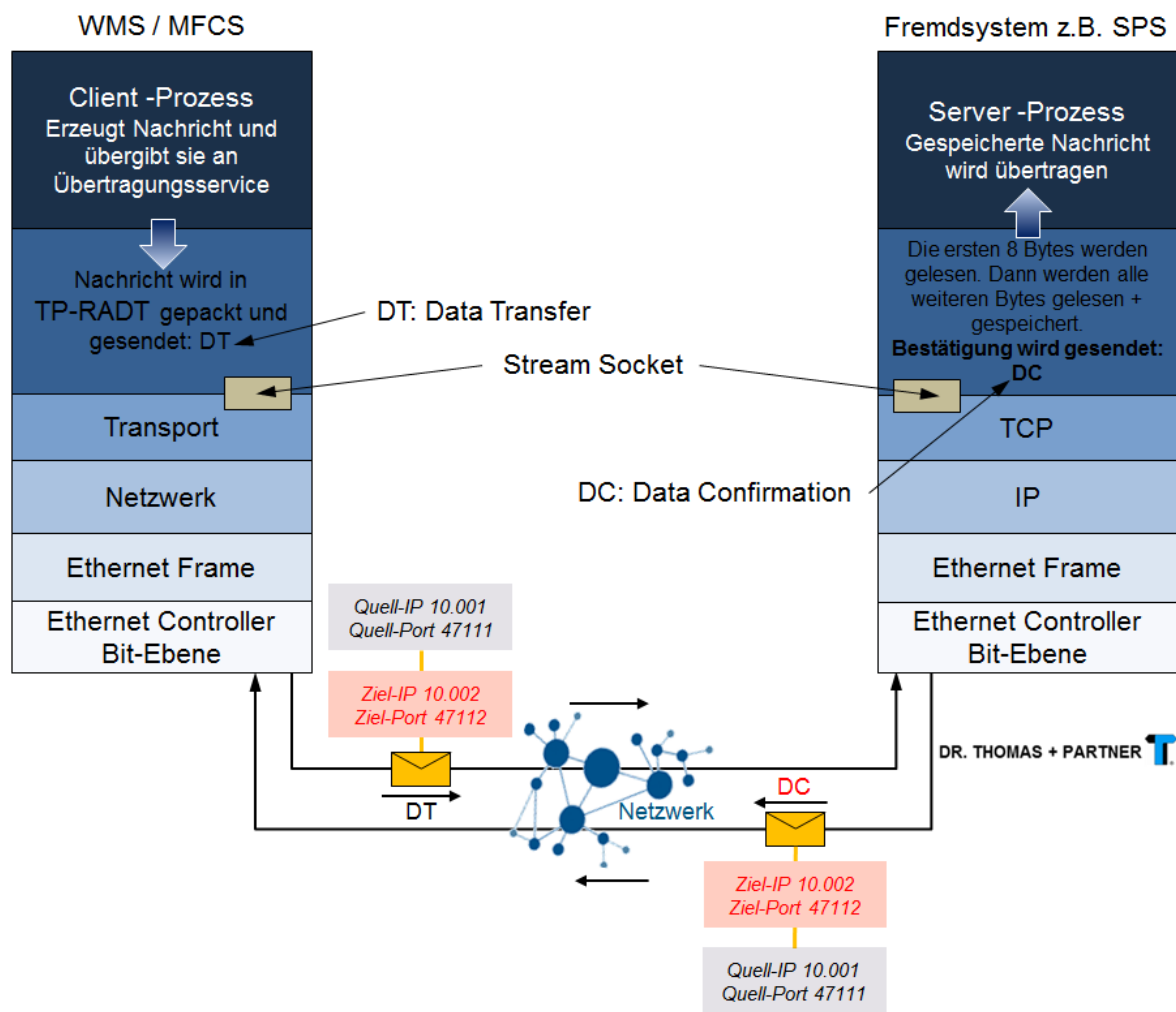 WMS / MFCS
Client -Prozess
Erzeugt Nachricht und
übergibt sie an
Übertragungsservice
Nachricht wird in
TP-RADT gepackt und
gesendet: DT
Transport
Netzwerk
Ethernet Frame
Ethernet Controller
Bit-Ebene
DT: Data Transfer
Stream Socket
DC: Data Confirmation
Fremdsystem z.B. SPS
Server -Prozess
Gespeicherte Nachricht
wird übertragen
Die ersten 8 Bytes werden
gelesen. Dann werden alle
weiteren Bytes gelesen +
gespeichert.
Bestätigung wird gesendet:
DC
TCP
IP
Ethernet Frame
Ethernet Controller
Bit-Ebene
Quell-IP 10.001
Quell-Port 47111
Ziel-IP 10.002
Ziel-Port 47112
DT
Netzwerk
DC
DR. THOMAS + PARTNER
Ziel-IP 10.002
Ziel-Port 47112
Quell-IP 10.001
Quell-Port 47111